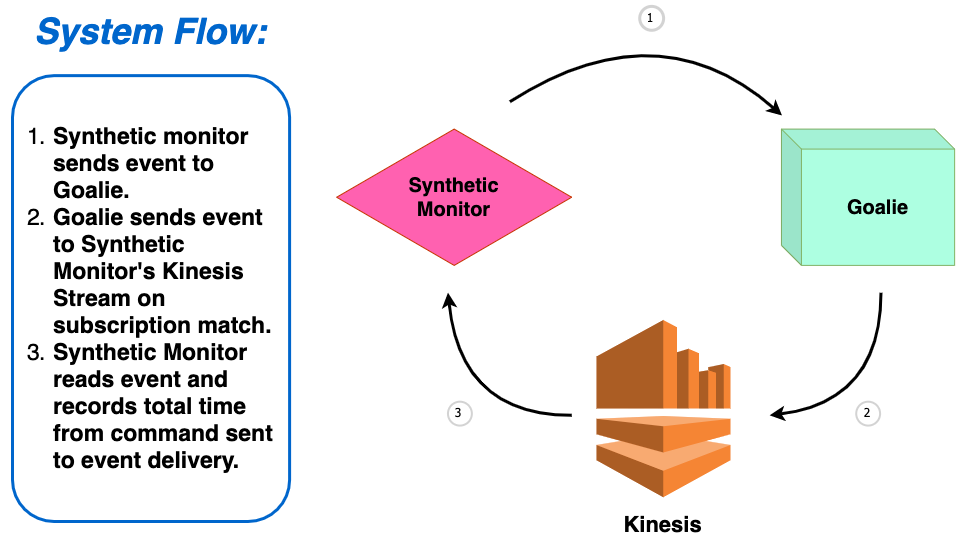 System Flow:
1. Synthetic monitor
sends event to
Goalie.
2. Goalie sends event
to Synthetic
Monitor's Kinesis
Stream on
subscription match.
3. Synthetic Monitor
reads event and
records total time
from command sent
to event delivery.
1
Synthetic
Monitor
Goalie
2
3
Kinesis